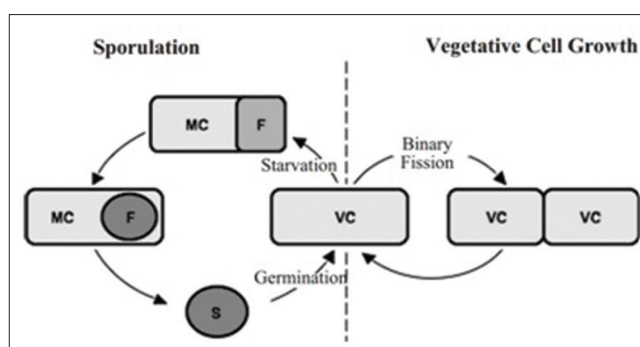 Sporulation
Vegetative Cell Growth
MC F
Starvation
Binary
Fission
MC F
VC
VC VC
Germination
S